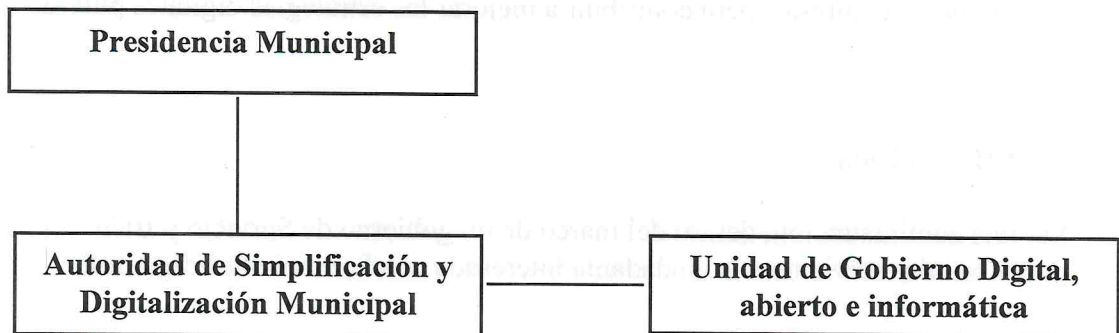 Presidencia Municipal
Autoridad de Simplificación y
Digitalización Municipal
Unidad de Gobierno Digital,
abierto e informática